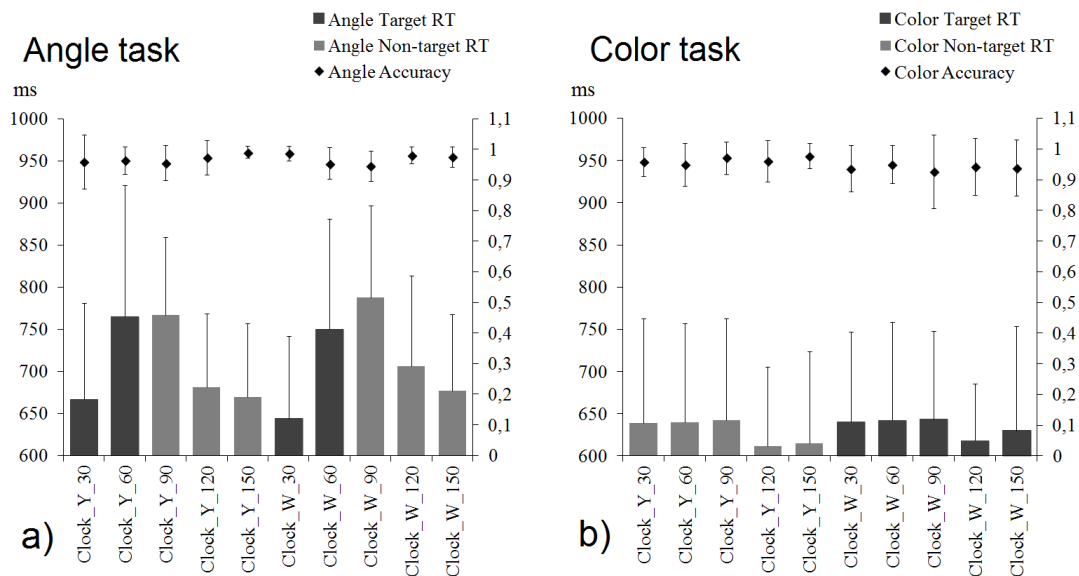 Angle task
Angle Target RT
Angle Non-target RT
Angle Accuracy
ms
1000
950
900
850
800
750
700
650
600
1,1
1
0,9
0,8
0,7
0,6
0,5
0,4
0,3
0,2
0,1
0
Clock_Y_30
Clock_Y_60
Clock_Y_90
Clock_Y_120
Clock_Y_150
Clock_W_30
Clock_W_60
Clock_W_90
Clock_W_120
Clock_W_150
a)
Color task
Color Target RT
Color Non-target RT
Color Accuracy
ms
1000
950
900
850
800
750
700
650
600
1,1
1
0,9
0,8
0,7
0,6
0,5
0,4
0,3
0,2
0,1
0
Clock_Y_30
Clock_Y_60
Clock_Y_90
Clock_Y_120
Clock_Y_150
Clock_W_30
Clock_W_60
Clock_W_90
Clock_W_120
Clock_W_150
b)